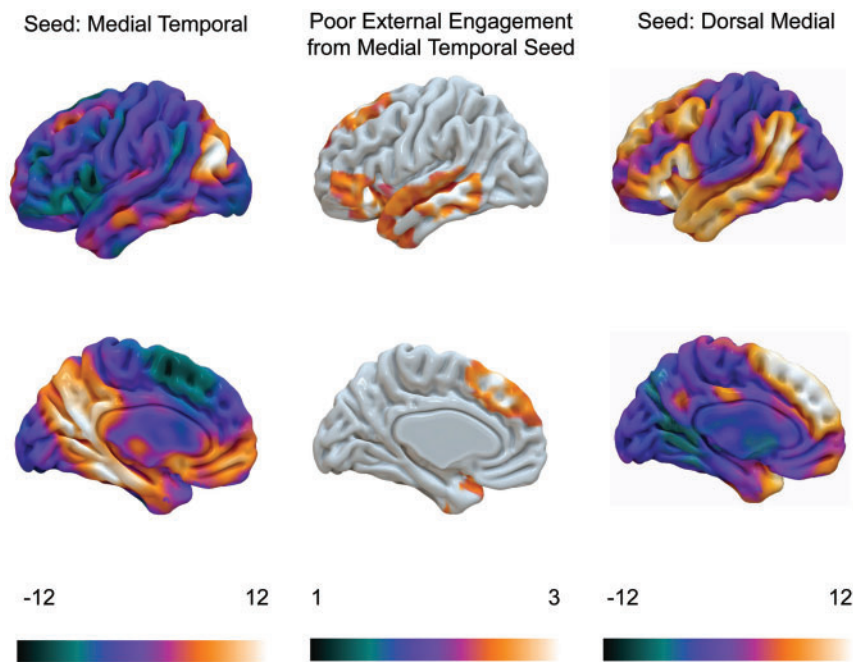 Seed: Medial Temporal
Poor External Engagement
from Medial Temporal Seed
Seed: Dorsal Medial
-12 12
1 3
-12 12